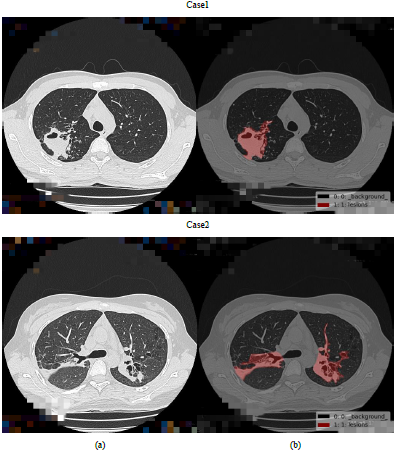 Case1
0: 0: _background_
1: 1: lesions
Case2
0: 0: _background_
1: 1: lesions
(a)
(b)